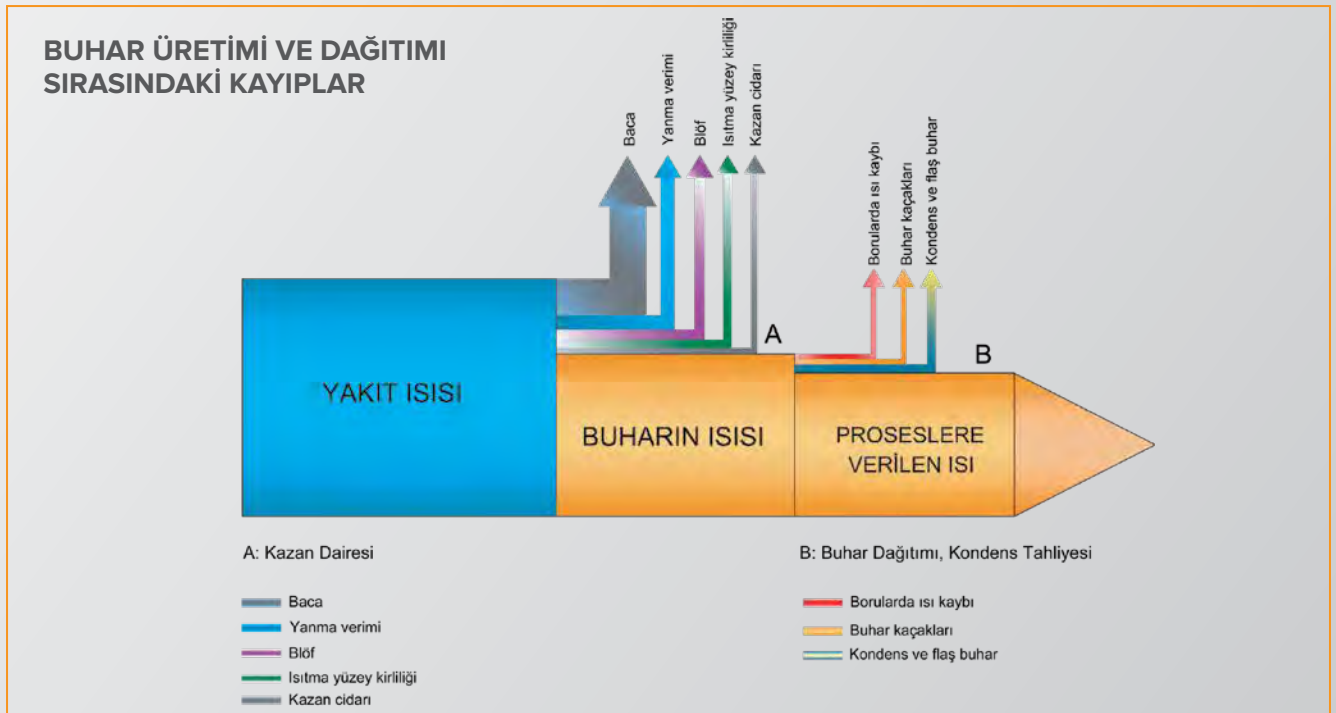 BUHAR ÜRETİMİ VE DAĞITIMI
SIRASINDAKİ KAYIPLAR
Baca
Yanma verimi
Blöf
Isıtma yüzey kirliliği
Kazan cidarı
Borularda ısı kaybı
Buhar kaçakları
Kondens ve flaş buhar
A
B
YAKIT ISISI
BUHARIN ISISI
PROSESLERE
VERİLEN ISI
A: Kazan Dairesi
Baca
Yanma verimi
Blöf
Isıtma yüzey kirliliği
Kazan cidarı
B: Buhar Dağıtımı, Kondens Tahliyesi
Borularda ısı kaybı
Buhar kaçakları
Kondens ve flaş buhar